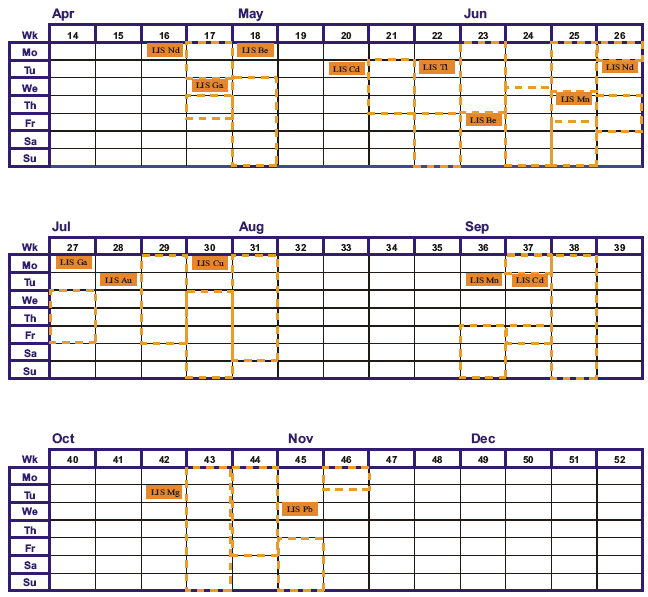 Apr May Jun
Wk 14 15 16 17 18 19 20 21 22 23 24 25 26
Mo LIS Nd LIS Be
Tu LIS Cd LIS Tl LIS Nd
We LIS Ga
Th LIS Mn
Fr LIS Be
Sa
Su
Jul Aug Sep
Wk 27 28 29 30 31 32 33 34 35 36 37 38 39
Mo LIS Ga LIS Cu
Tu LIS Au LIS Mn LIS Cd
We
Th
Fr
Sa
Su
Oct Nov Dec
Wk 40 41 42 43 44 45 46 47 48 49 50 51 52
Mo
Tu LIS Mg
We LIS Pb
Th
Fr
Sa
Su